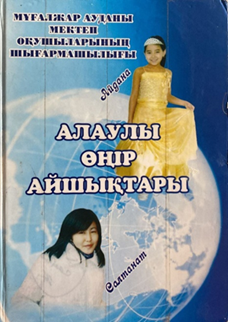 МҰҒАЛЖАР АУДАНЫ
МЕКТЕП
ОҚУШЫЛАРЫНЫҢ
ШЫҒАРМАШЫЛЫҒЫ
Айдана
АЛАУЛЫ
ӨҢІР
АЙШЫҚТАРЫ
Салтанат